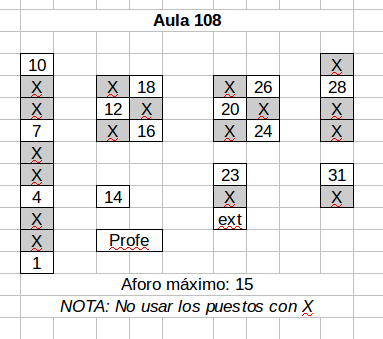 Aula 108
10 X
X X 18 X 26 28
X 12 X 20 X X
7 X 16 X 24 X
X
X 23 31
4 14 X X
X ext
X Profe
1
Aforo máximo: 15
NOTA: No usar los puestos con X